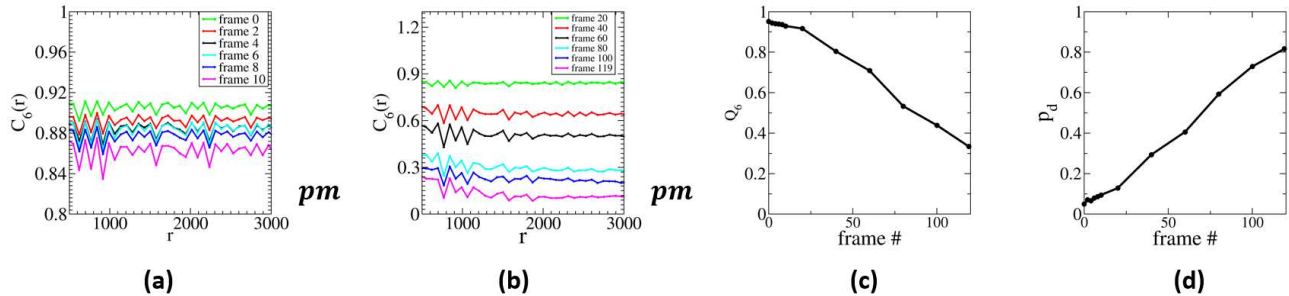 1
0.96
0.92
0.88
0.84
0.8
C₆(r)
frame 0
frame 2
frame 4
frame 6
frame 8
frame 10
1000
2000
3000
r
pm
(a)
1.2
0.9
0.6
0.3
0
C₆(r)
frame 20
frame 40
frame 60
frame 80
frame 100
frame 119
1000
2000
3000
r
pm
(b)
1
0.8
0.6
0.4
0.2
0
Q₆
0
50
100
frame #
(c)
1
0.8
0.6
0.4
0.2
0
p_d
0
50
100
frame #
(d)